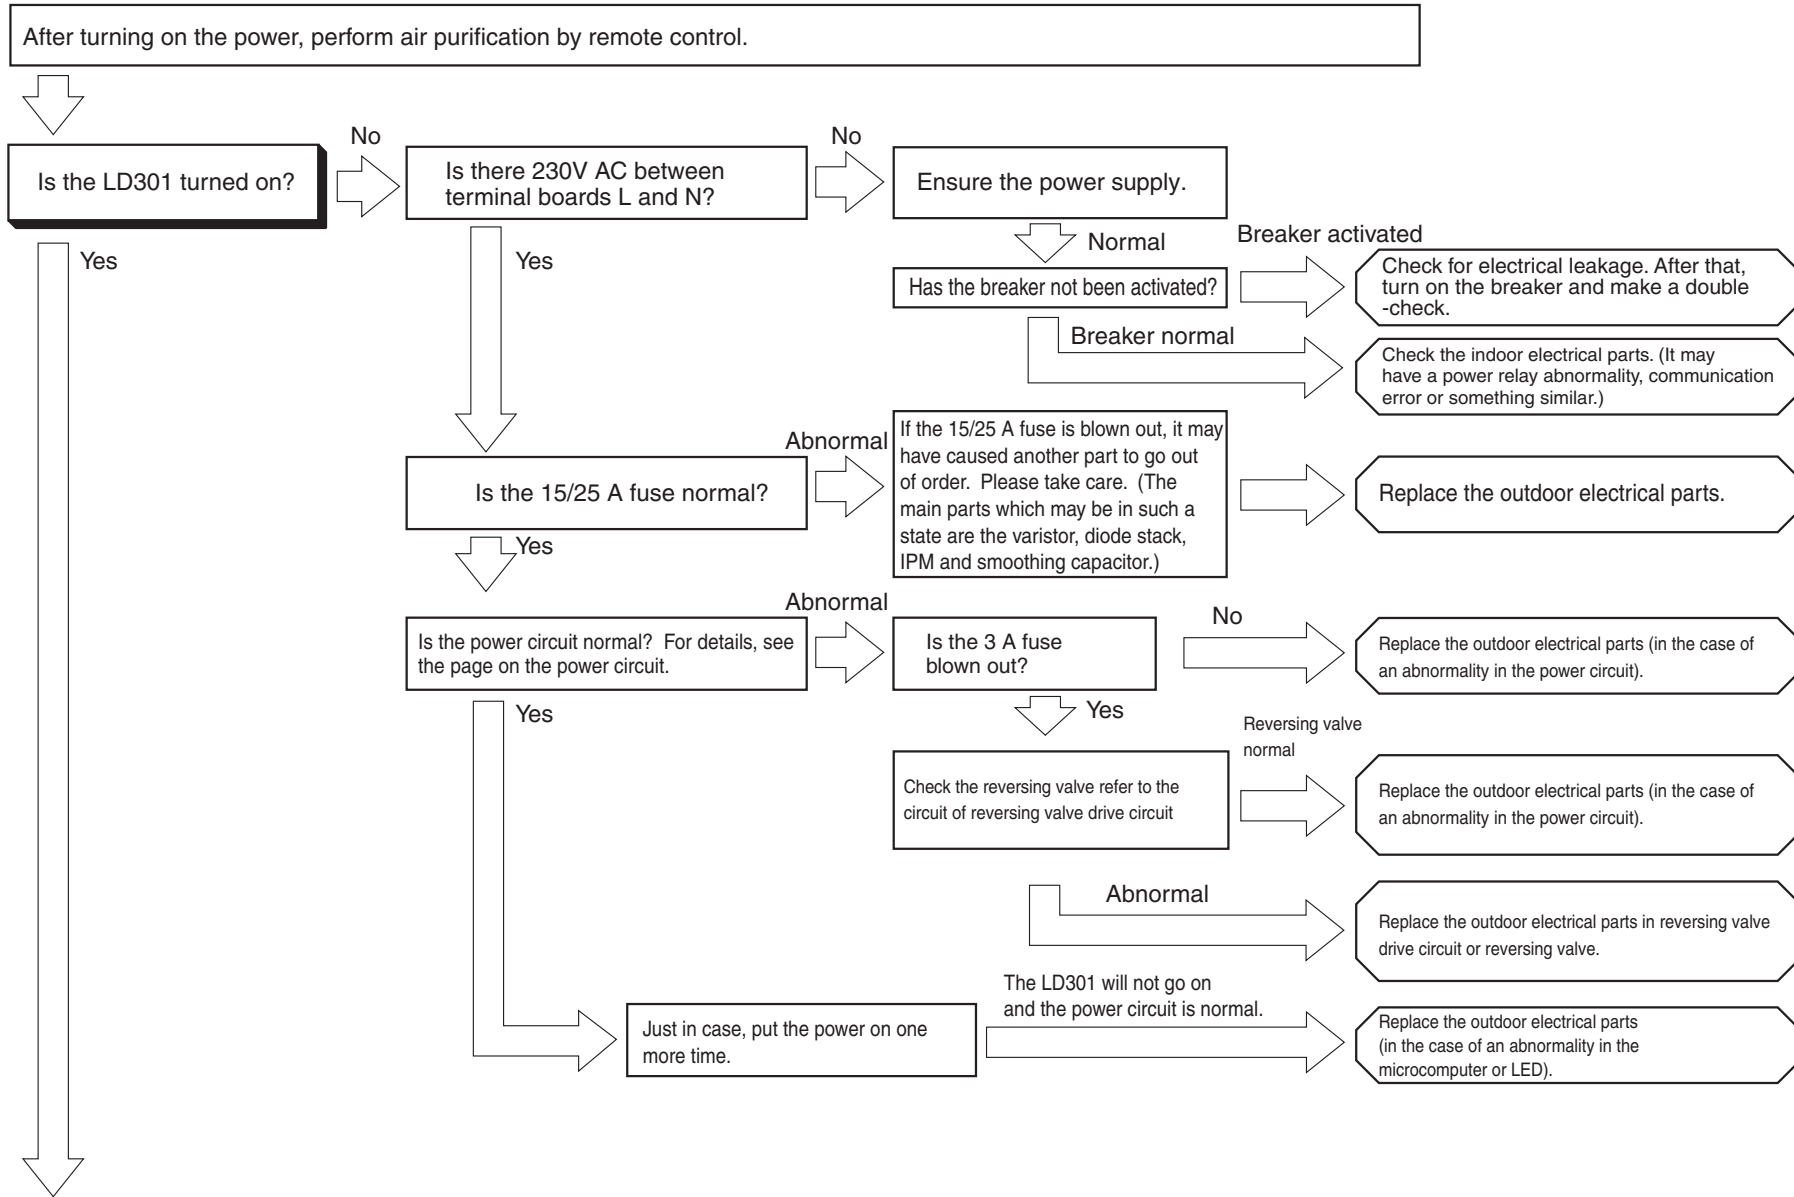 After turning on the power, perform air purification by remote control.
Is the LD301 turned on?
No
Is there 230V AC between
terminal boards L and N?
No
Ensure the power supply.
Yes
Yes
Normal
Breaker activated
Has the breaker not been activated?
Check for electrical leakage. After that,
turn on the breaker and make a double
-check.
Breaker normal
Check the indoor electrical parts. (It may
have a power relay abnormality, communication
error or something similar.)
Is the 15/25 A fuse normal?
Abnormal
If the 15/25 A fuse is blown out, it may
have caused another part to go out
of order. Please take care. (The
main parts which may be in such a
state are the varistor, diode stack,
IPM and smoothing capacitor.)
Replace the outdoor electrical parts.
Yes
Is the power circuit normal? For details, see
the page on the power circuit.
Abnormal
Is the 3 A fuse
blown out?
No
Replace the outdoor electrical parts (in the case of
an abnormality in the power circuit).
Yes
Yes
Check the reversing valve refer to the
circuit of reversing valve drive circuit
Reversing valve
normal
Replace the outdoor electrical parts (in the case of
an abnormality in the power circuit).
Abnormal
Replace the outdoor electrical parts in reversing valve
drive circuit or reversing valve.
Just in case, put the power on one
more time.
The LD301 will not go on
and the power circuit is normal.
Replace the outdoor electrical parts
(in the case of an abnormality in the
microcomputer or LED).